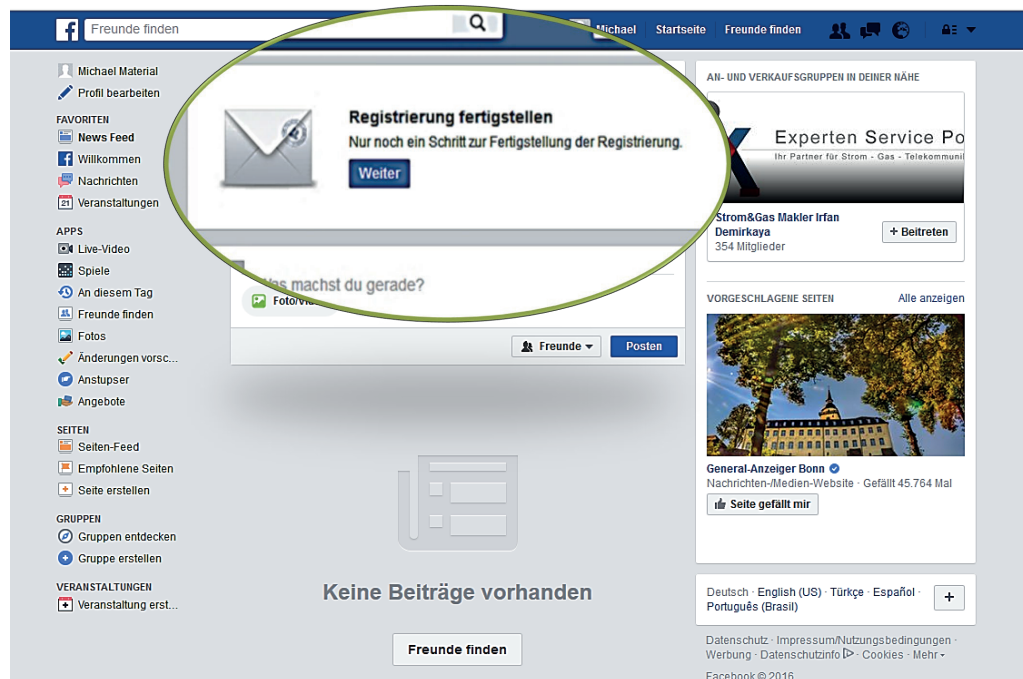 f
Freunde finden
Michael
Startseite
Freunde finden
Michael Material
Profil bearbeiten
FAVORITEN
News Feed
Willkommen
Nachrichten
21 Veranstaltungen
APPS
Live-Video
Spiele
An diesem Tag
Freunde finden
Fotos
Änderungen vorsc...
Anstupser
Angebote
SEITEN
Seiten-Feed
Empfohlene Seiten
Seite erstellen
GRUPPEN
Gruppen entdecken
Gruppe erstellen
VERANSTALTUNGEN
Veranstaltung erst...
Registrierung fertigstellen
Nur noch ein Schritt zur Fertigstellung der Registrierung.
Weiter
machst du gerade?
Freunde
Posten
Keine Beiträge vorhanden
Freunde finden
AN- UND VERKAUFSGRUPPEN IN DEINER NÄHE
Experten Service Po
Ihr Partner für Strom - Gas - Telekommuni
Strom&Gas Makler Irfan
Demirkaya
354 Mitglieder
+ Beitreten
VORGESCHLAGENE SEITEN
Alle anzeigen
General-Anzeiger Bonn
Nachrichten-/Medien-Website · Gefällt 45.764 Mal
Seite gefällt mir
Deutsch · English (US) · Türkçe · Español ·
Português (Brasil)
+
Datenschutz · Impressum/Nutzungsbedingungen ·
Werbung · Datenschutzinfo · Cookies · Mehr
Facebook © 2016